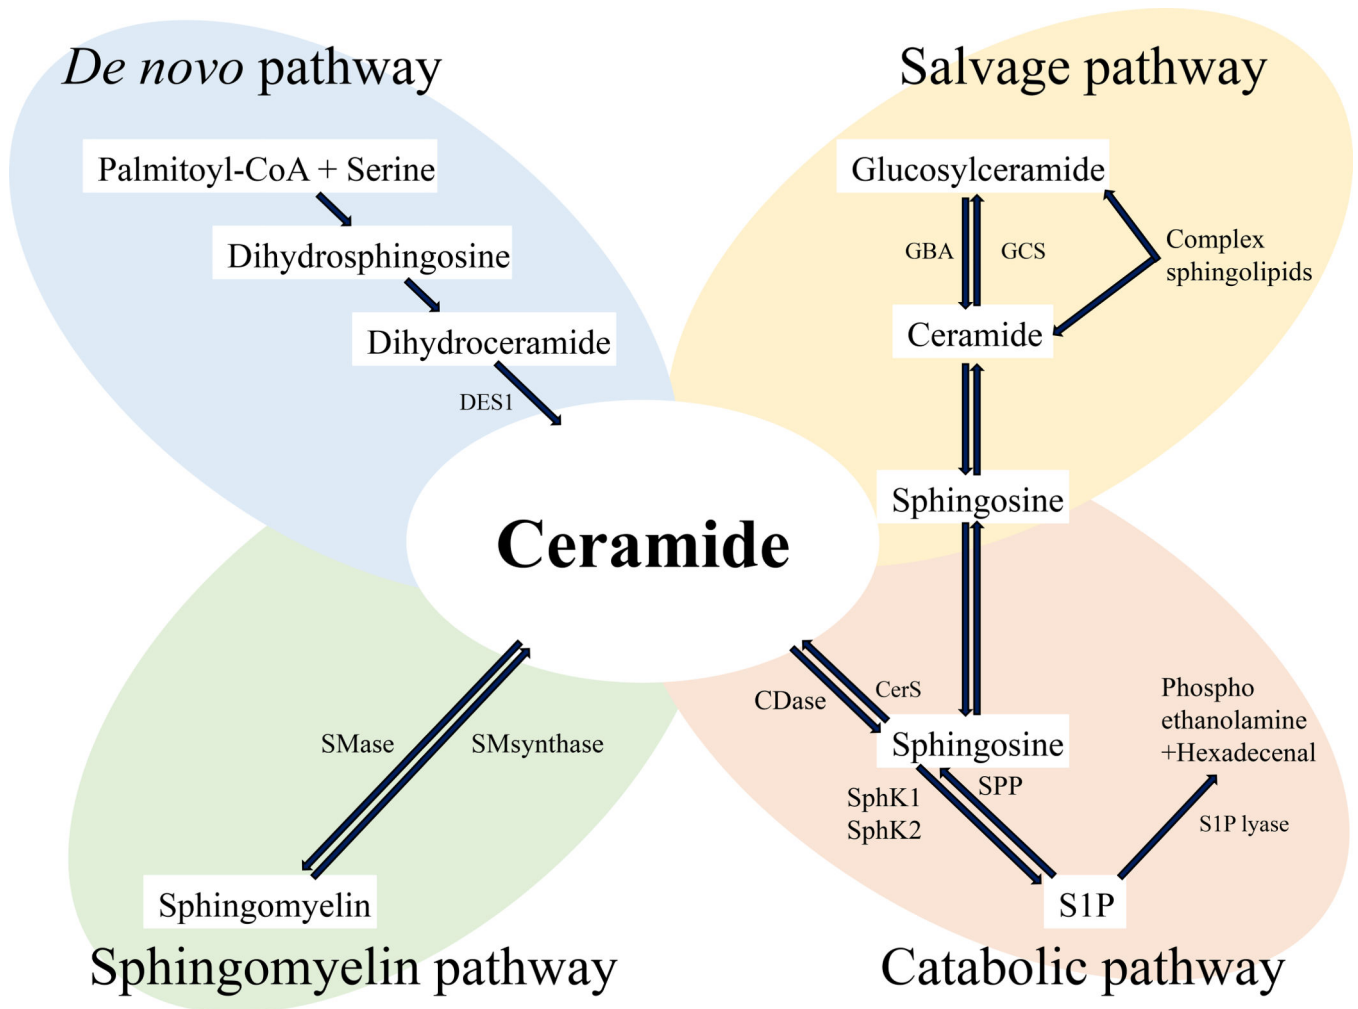 De novo pathway
Palmitoyl-CoA + Serine
Dihydrosphingosine
Dihydroceramide
DES1
Salvage pathway
Glucosylceramide
GBA
GCS
Complex
sphingolipids
Ceramide
Sphingosine
Ceramide
SMase
SMsynthase
Sphingomyelin
Sphingomyelin pathway
CDase
CerS
Sphingosine
SphK1
SphK2
SPP
Phospho
ethanolamine
+Hexadecenal
S1P lyase
S1P
Catabolic pathway